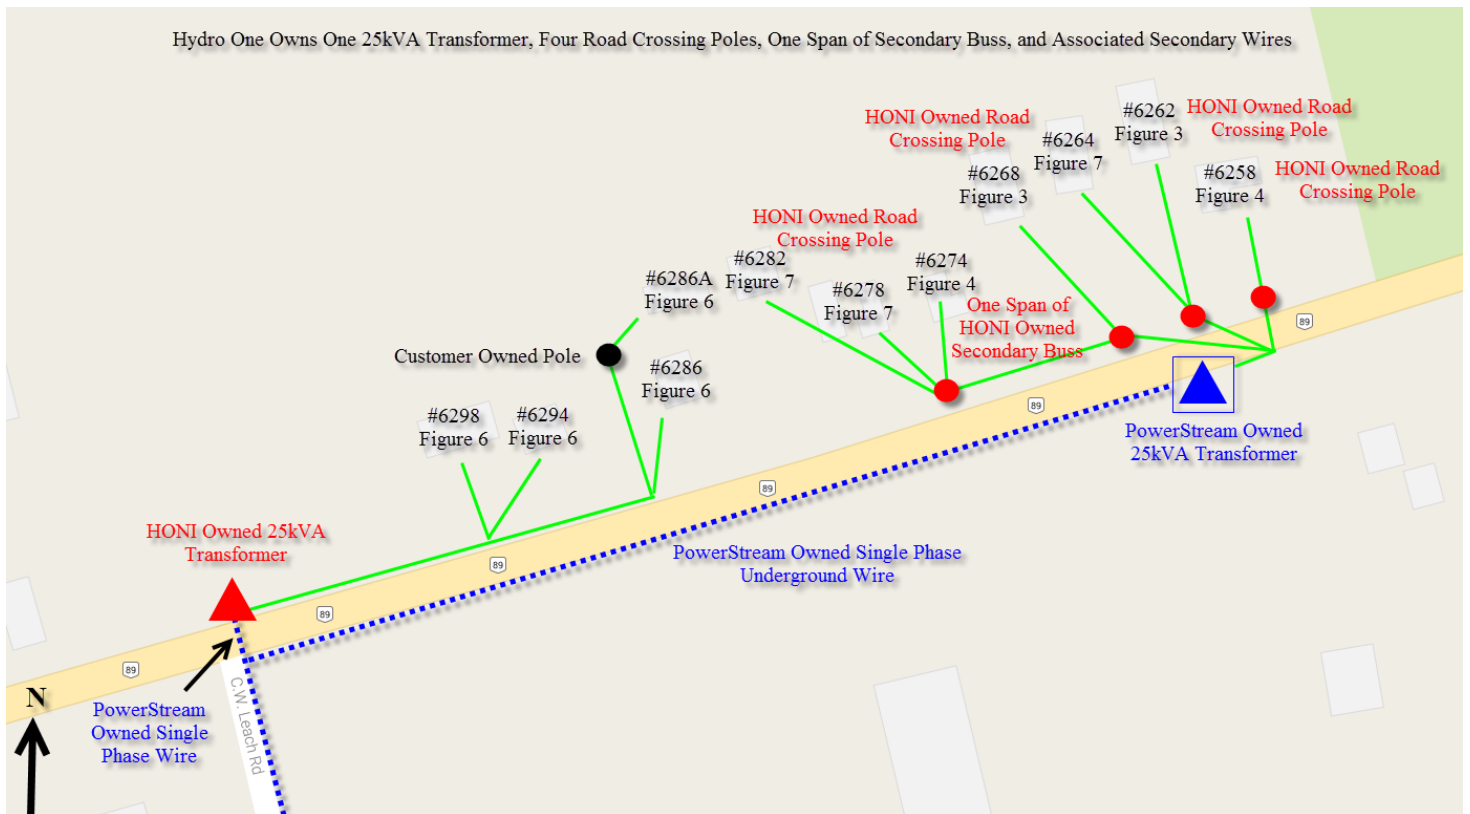 Hydro One Owns One 25kVA Transformer, Four Road Crossing Poles, One Span of Secondary Buss, and Associated Secondary Wires
HONI Owned Road
Crossing Pole
#6262
Figure 3
HONI Owned Road
Crossing Pole
#6264
Figure 7
#6268
Figure 3
#6258
Figure 4
HONI Owned Road
Crossing Pole
HONI Owned Road
Crossing Pole
#6282
Figure 7
#6274
Figure 4
#6278
Figure 7
#6286A
Figure 6
One Span of
HONI Owned
Secondary Buss
Customer Owned Pole
#6286
Figure 6
#6298
Figure 6
#6294
Figure 6
89
89
89
89
89
89
PowerStream Owned
25kVA Transformer
HONI Owned 25kVA
Transformer
PowerStream Owned Single Phase
Underground Wire
N
PowerStream
Owned Single
Phase Wire
C.W. Leach Rd